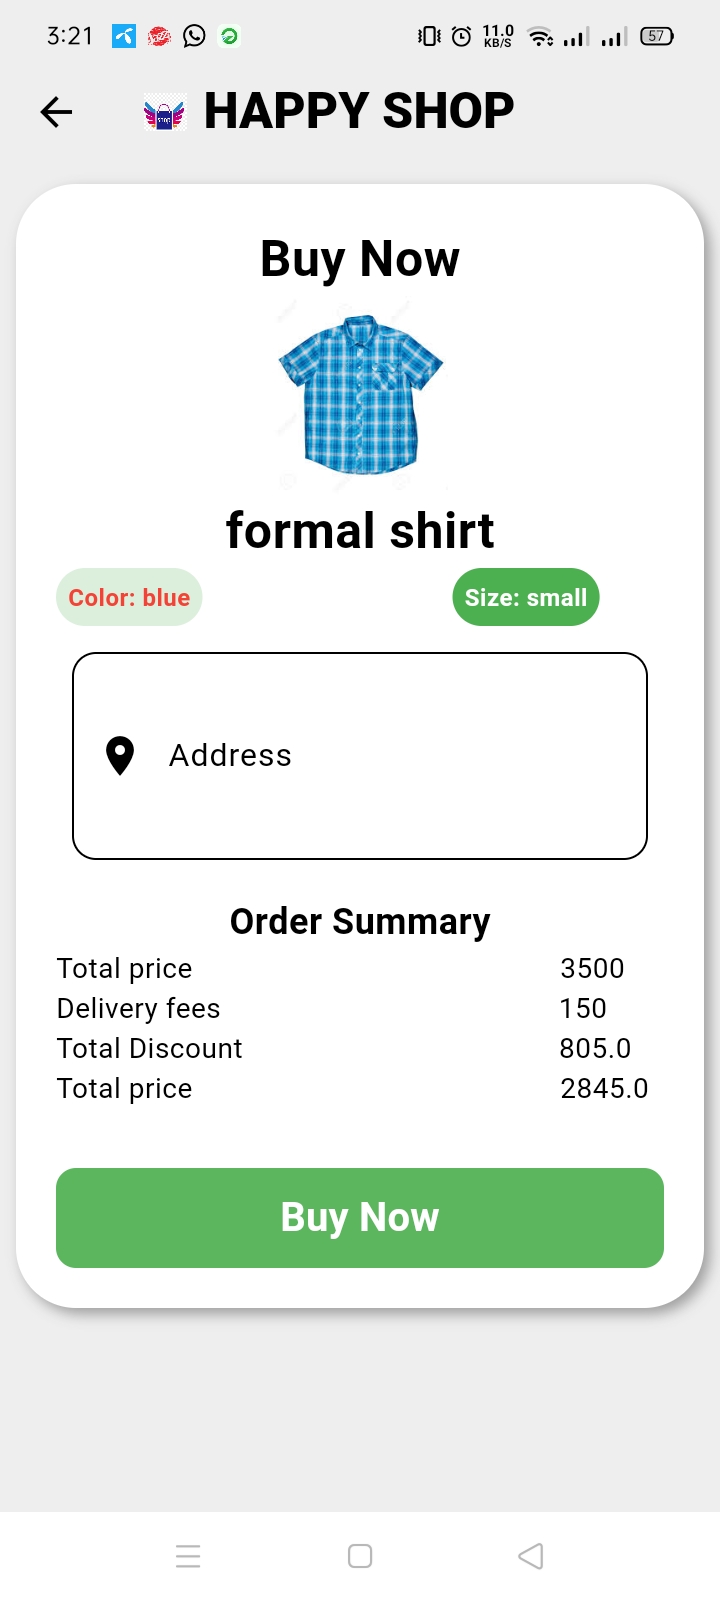 3:21 11.0 KB/S 57
SHOP HAPPY SHOP
Buy Now
formal shirt
Color: blue Size: small
Address
Order Summary
Total price 3500
Delivery fees 150
Total Discount 805.0
Total price 2845.0
Buy Now